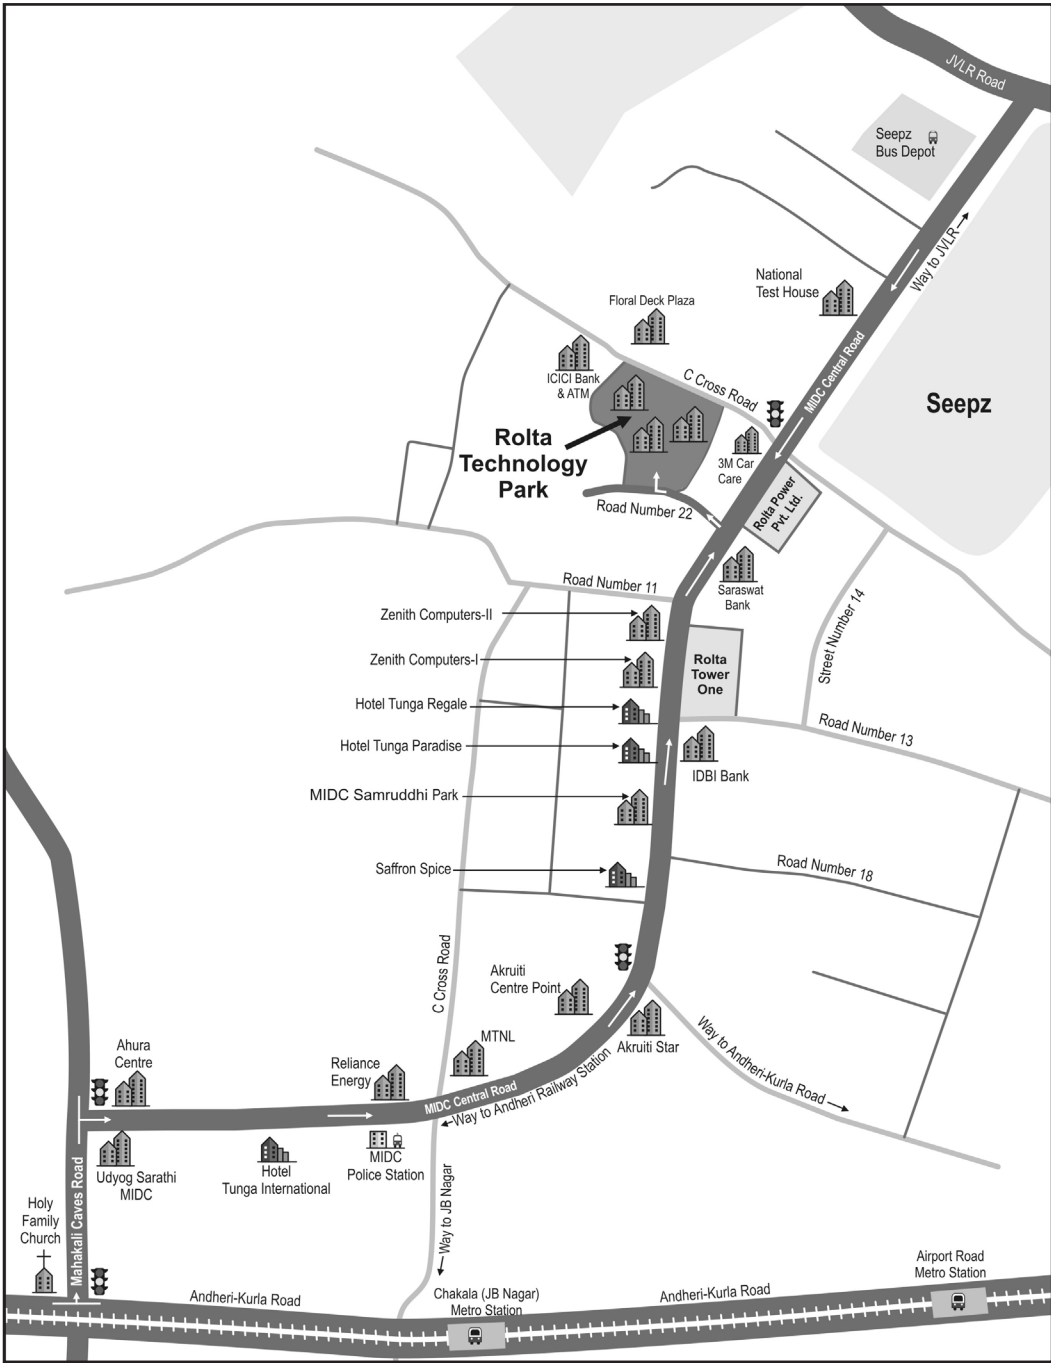 JVLR Road
Seepz
Bus Depot
Way to JVLR
National
Test House
Floral Deck Plaza
MIDC Central Road
ICICI Bank
& ATM
C Cross Road
Seepz
Rolta
Technology
Park
3M Car
Care
Rolta Power
Pvt. Ltd.
Road Number 22
Road Number 11
Saraswat
Bank
Street Number 14
Zenith Computers-II
Zenith Computers-I
Rolta
Tower
One
Hotel Tunga Regale
Road Number 13
Hotel Tunga Paradise
IDBI Bank
MIDC Samruddhi Park
Saffron Spice
Road Number 18
C Cross Road
Akruiti
Centre Point
Akruiti Star
Way to Andheri-Kurla Road
MTNL
Ahura
Centre
Reliance
Energy
MIDC Central Road
Way to Andheri Railway Station
MIDC
Police Station
Hotel
Tunga International
Udyog Sarathi
MIDC
Mahakali Caves Road
Way to JB Nagar
Holy
Family
Church
Airport Road
Metro Station
Andheri-Kurla Road
Chakala (JB Nagar)
Metro Station
Andheri-Kurla Road